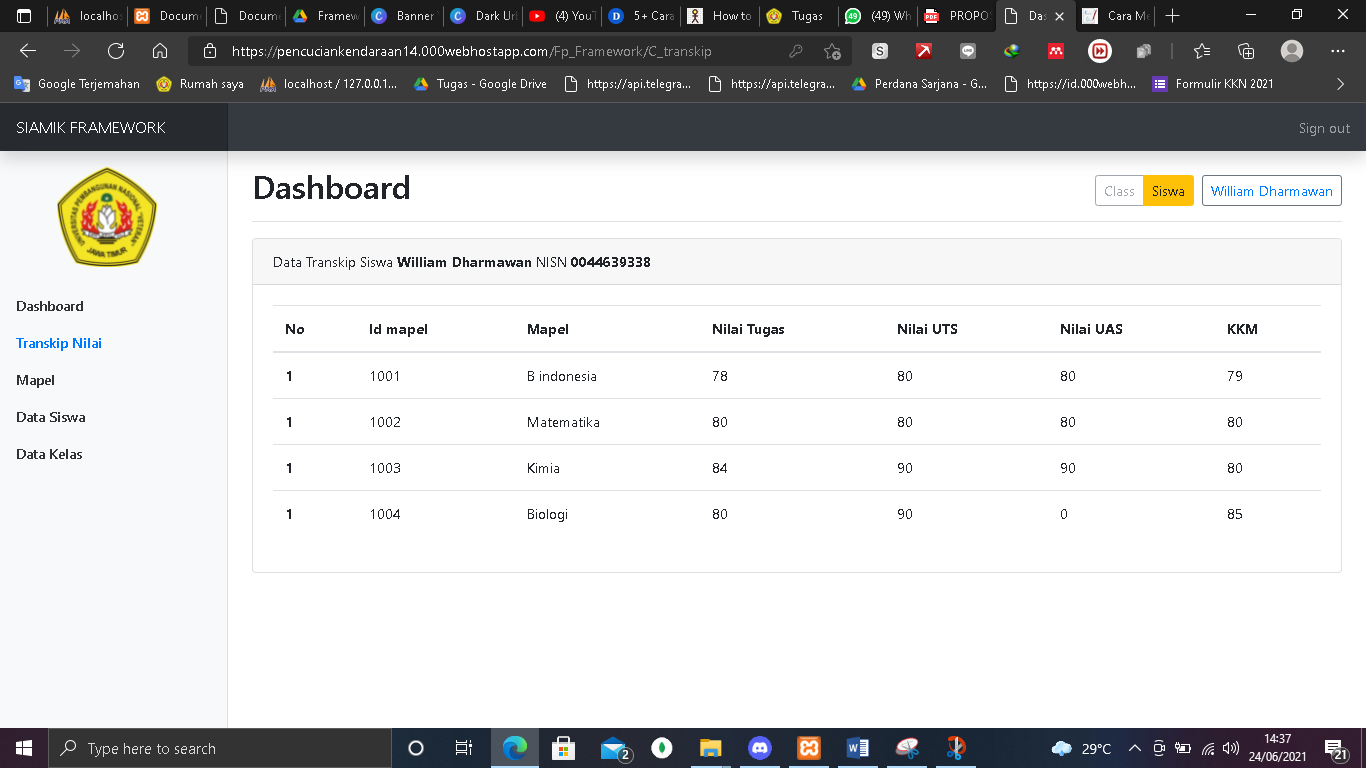 localhos Docume Docume Framew Banner Dark Url (4) YouT 5+ Cara How to Tugas (49) Wh PROPO Das Cara Me
https://pencuciankendaraan14.000webhostapp.com/Fp_Framework/C_transkip
Google Terjemahan Rumah saya localhost / 127.0.0.1... Tugas - Google Drive https://api.telegra... https://api.telegra... Perdana Sarjana - G... https://id.000webh... Formulir KKN 2021
SIAMIK FRAMEWORK Sign out
UNIVERSITAS PEMBANGUNAN NASIONAL "VETERAN"
JAWA TIMUR
Dashboard Class Siswa William Dharmawan
Data Transkip Siswa William Dharmawan NISN 0044639338
Dashboard
Transkip Nilai
Mapel
Data Siswa
Data Kelas
No Id mapel Mapel Nilai Tugas Nilai UTS Nilai UAS KKM
1 1001 B indonesia 78 80 80 79
1 1002 Matematika 80 80 80 80
1 1003 Kimia 84 90 90 80
1 1004 Biologi 80 90 0 85
Type here to search 2 29°C 14:37
24/06/2021 21